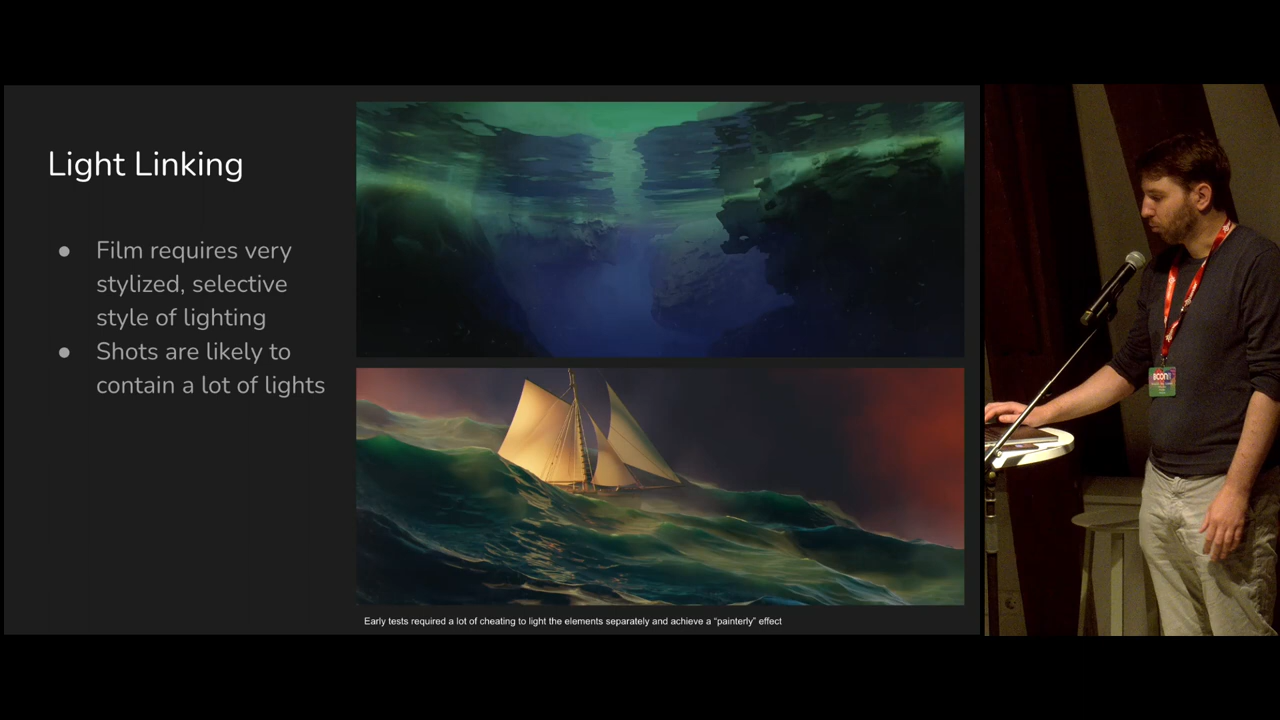 Light Linking
● Film requires very
stylized, selective
style of lighting
● Shots are likely to
contain a lot of lights
Early tests required a lot of cheating to light the elements separately and achieve a “painterly” effect